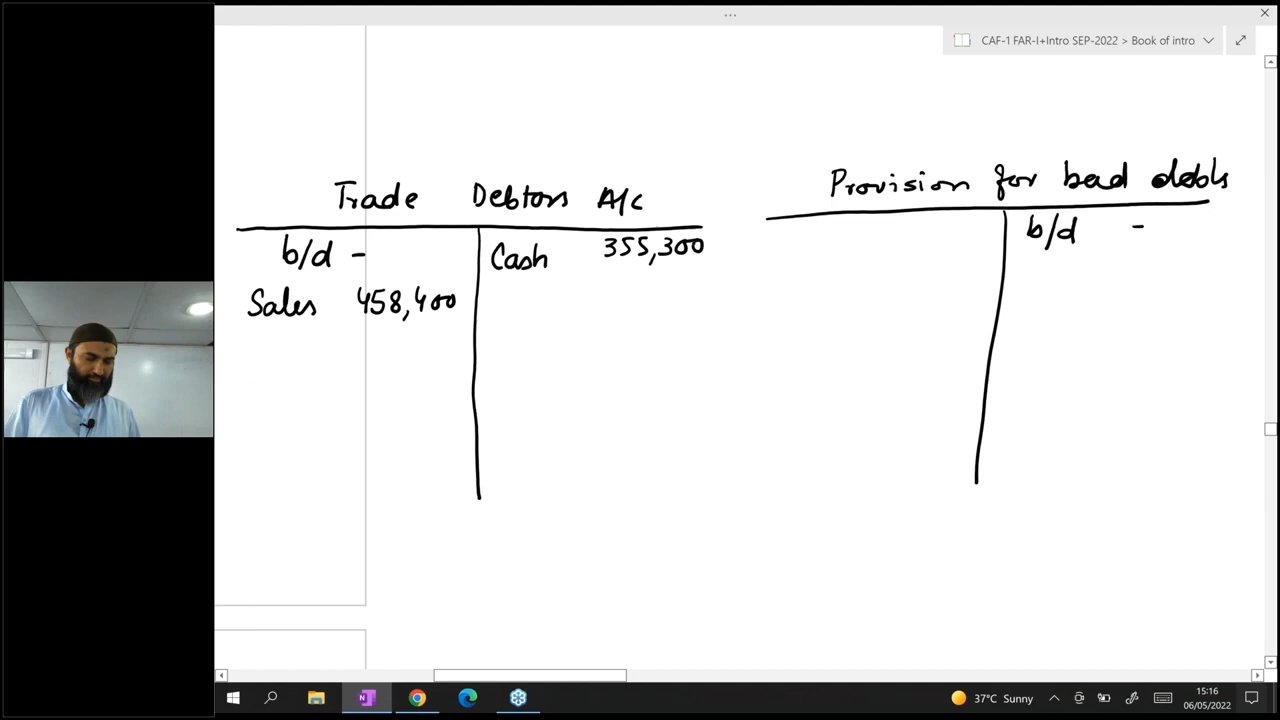 CAF-1 FAR-I+Intro SEP-2022 > Book of intro
Trade Debtors A/c
b/d -
Cash 355,300
Sales 458,400
Provision for bad debts
b/d -
37°C Sunny
15:16
06/05/2022